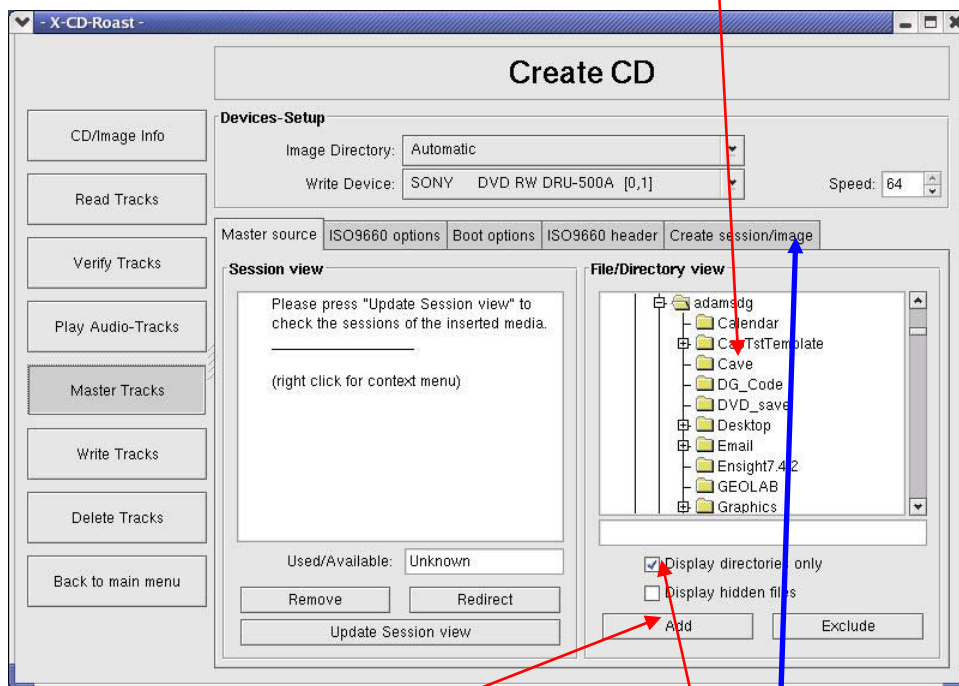 - X-CD-Roast -
Create CD
CD/Image Info
Read Tracks
Verify Tracks
Play Audio-Tracks
Master Tracks
Write Tracks
Delete Tracks
Back to main menu
Devices-Setup
Image Directory: Automatic
Write Device: SONY DVD RW DRU-500A [0,1]
Speed: 64
Master source ISO9660 options Boot options ISO9660 header Create session/image
Session view
Please press "Update Session view" to
check the sessions of the inserted media.
(right click for context menu)
Used/Available: Unknown
Remove Redirect
Update Session view
File/Directory view
adamsdg
Calendar
Cave
DG_Code
DVD_save
Desktop
Email
Ensight7.4.2
GEOLAB
Graphics
Display directories only
Display hidden files
Add Exclude